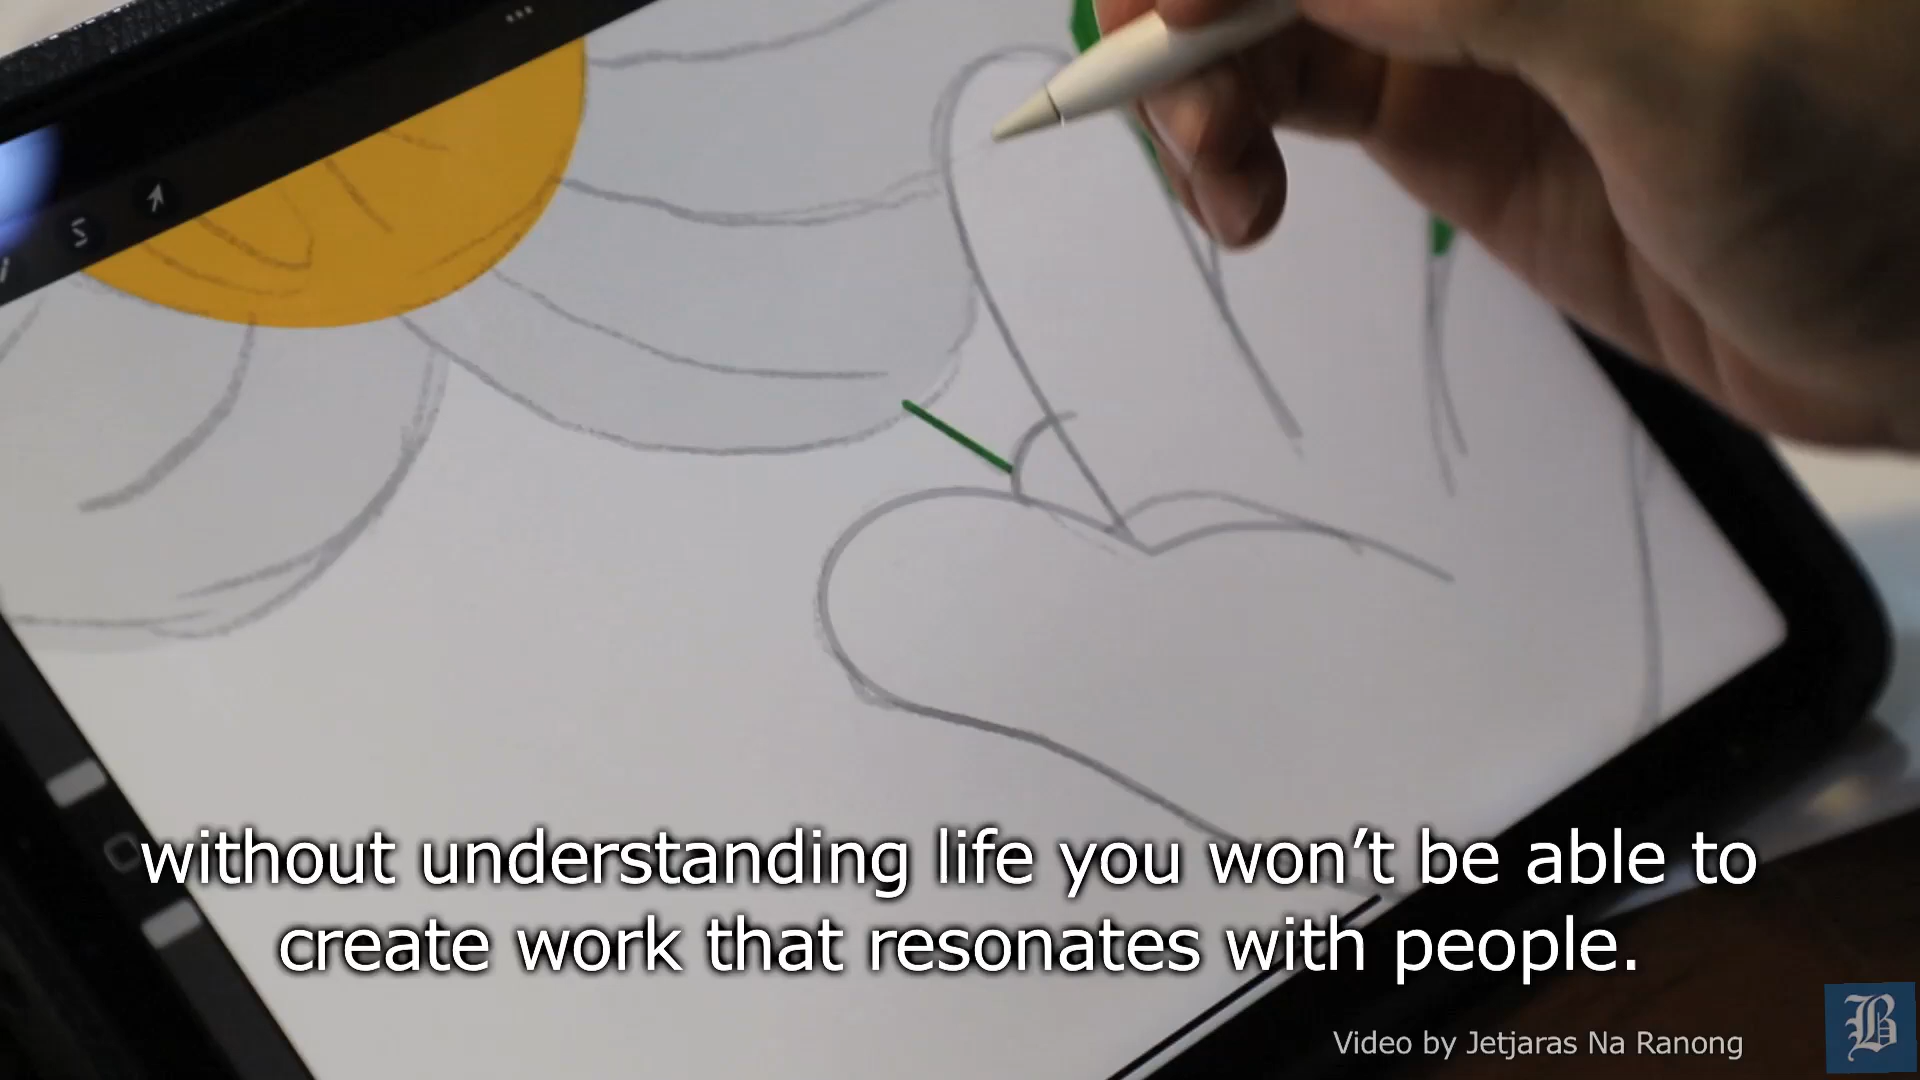 without understanding life you won't be able to
create work that resonates with people.
Video by Jetjaras Na Ranong
B